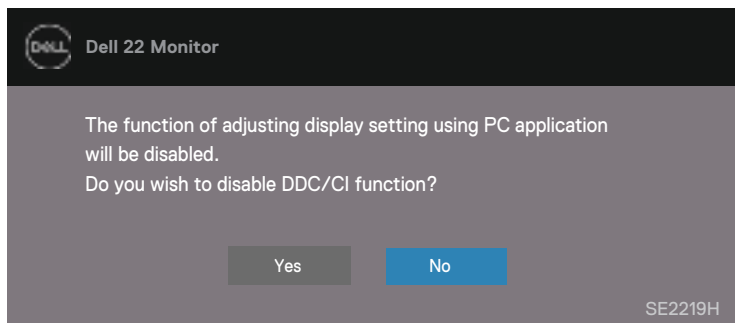 DELL Dell 22 Monitor
The function of adjusting display setting using PC application
will be disabled.
Do you wish to disable DDC/CI function?
Yes No
SE2219H